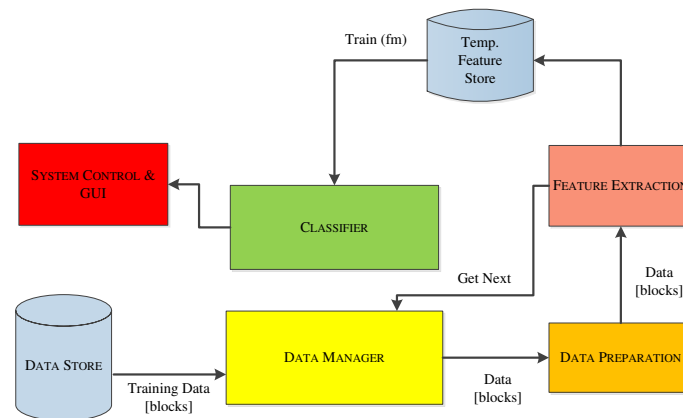 Train (fm)
Temp.
Feature
Store
SYSTEM CONTROL &
GUI
CLASSIFIER
FEATURE EXTRACTION
Get Next
Data
[blocks]
DATA STORE
Training Data
[blocks]
DATA MANAGER
Data
[blocks]
DATA PREPARATION